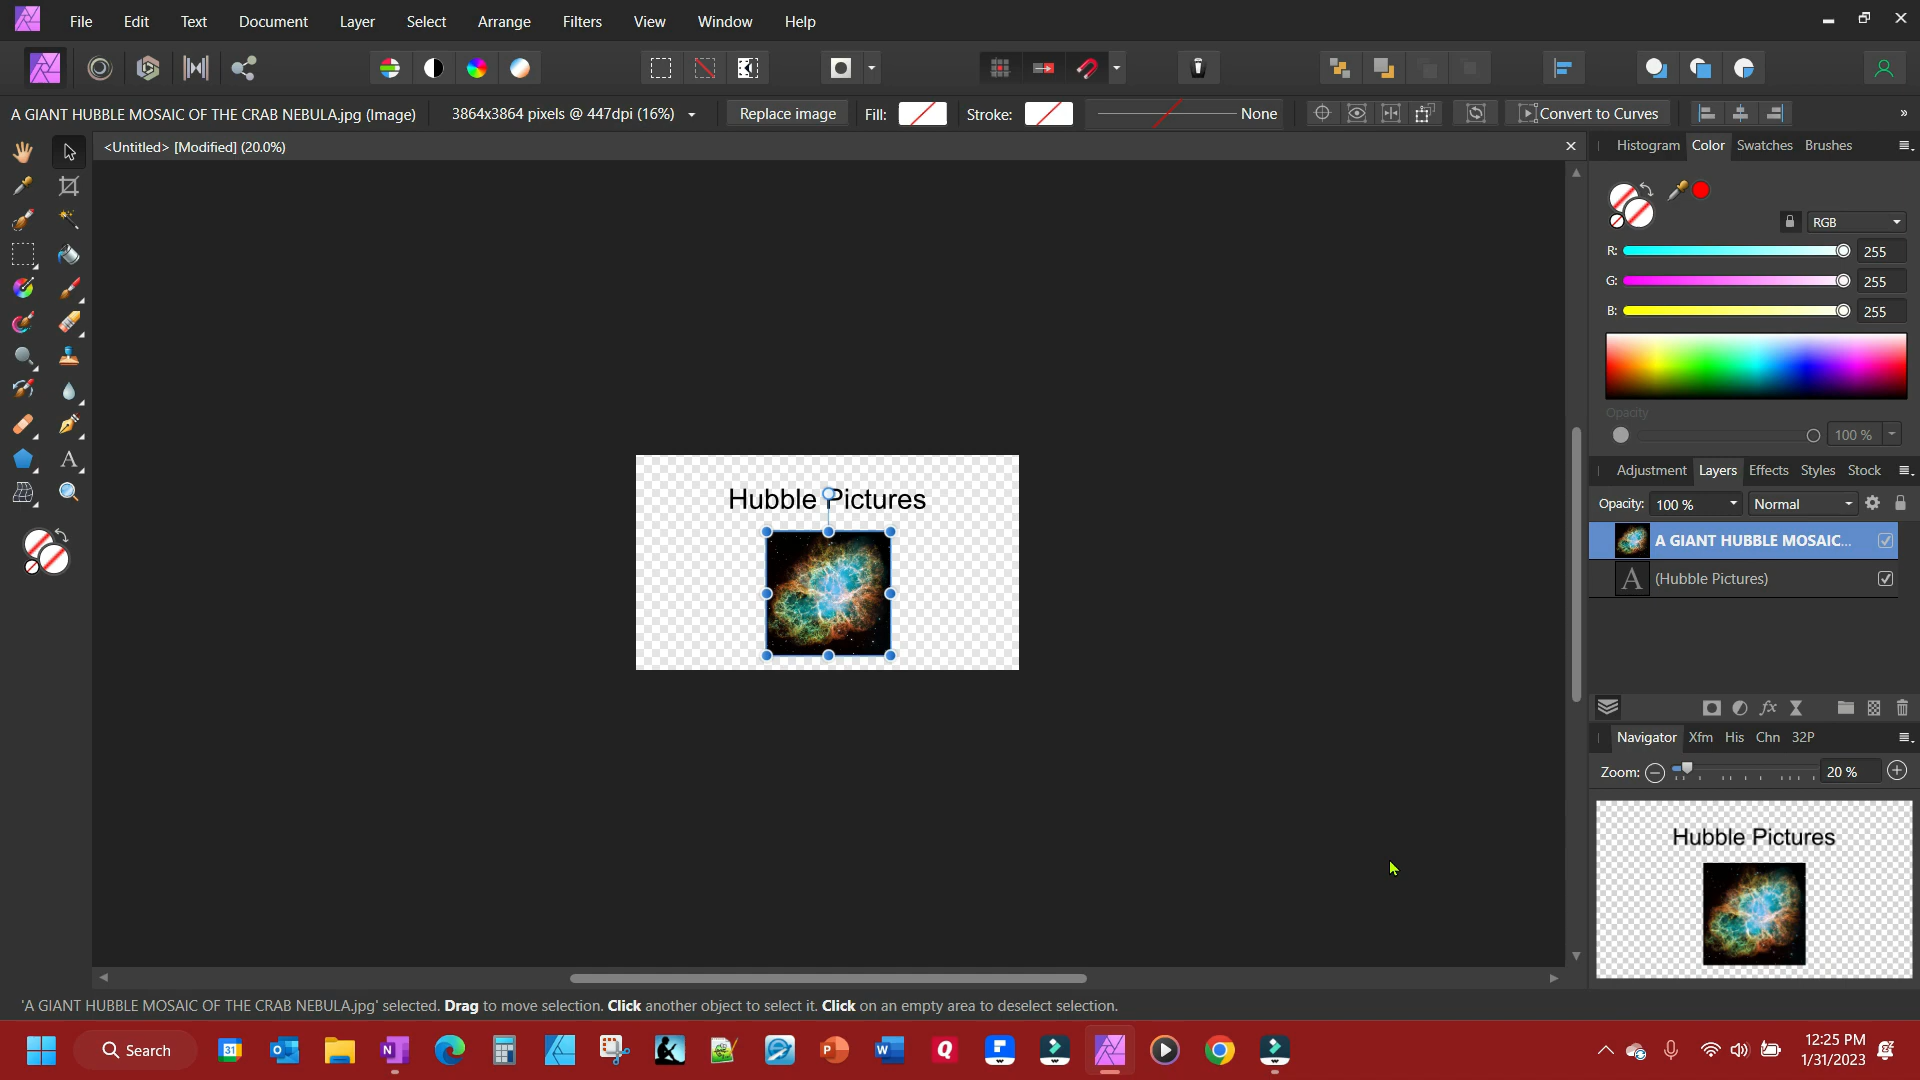 File Edit Text Document Layer Select Arrange Filters View Window Help
A GIANT HUBBLE MOSAIC OF THE CRAB NEBULA.jpg (Image) 3864x3864 pixels @ 447dpi (16%) Replace image Fill: Stroke: None Convert to Curves »
<Untitled> [Modified] (20.0%)
Histogram Color Swatches Brushes
RGB
R: 255
G: 255
B: 255
Opacity
100 %
Adjustment Layers Effects Styles Stock
Opacity: 100 % Normal
A GIANT HUBBLE MOSAIC...
A (Hubble Pictures)
Hubble Pictures
fx
Navigator Xfm His Chn 32P
Zoom: 20 %
Hubble Pictures
'A GIANT HUBBLE MOSAIC OF THE CRAB NEBULA.jpg' selected. Drag to move selection. Click another object to select it. Click on an empty area to deselect selection.
Search
31
12:25 PM
1/31/2023